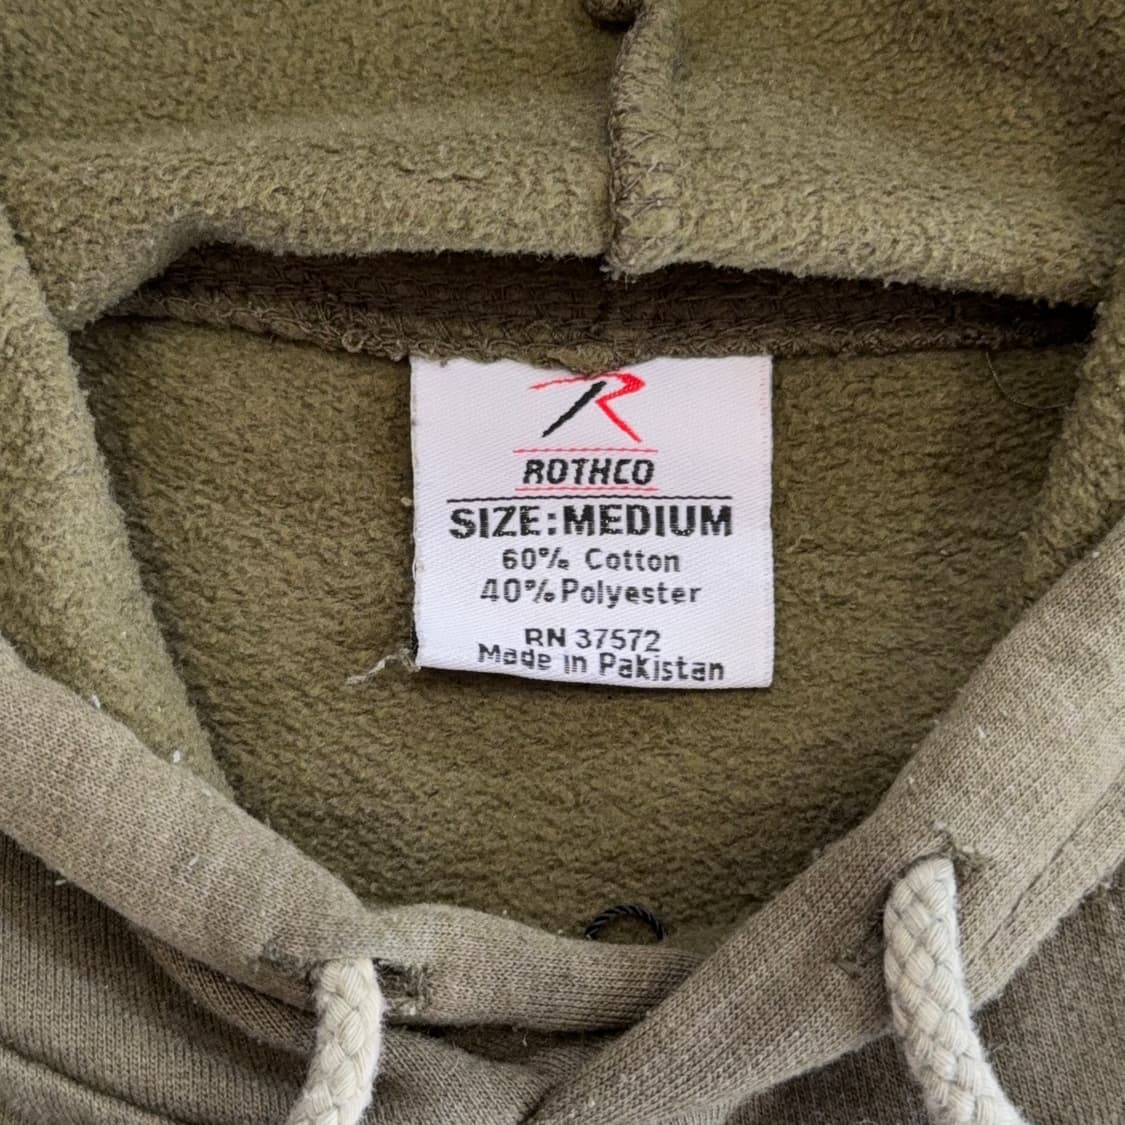 ROTHCO
SIZE:MEDIUM
60% Cotton
40% Polyester
RN 37572
Made in Pakistan